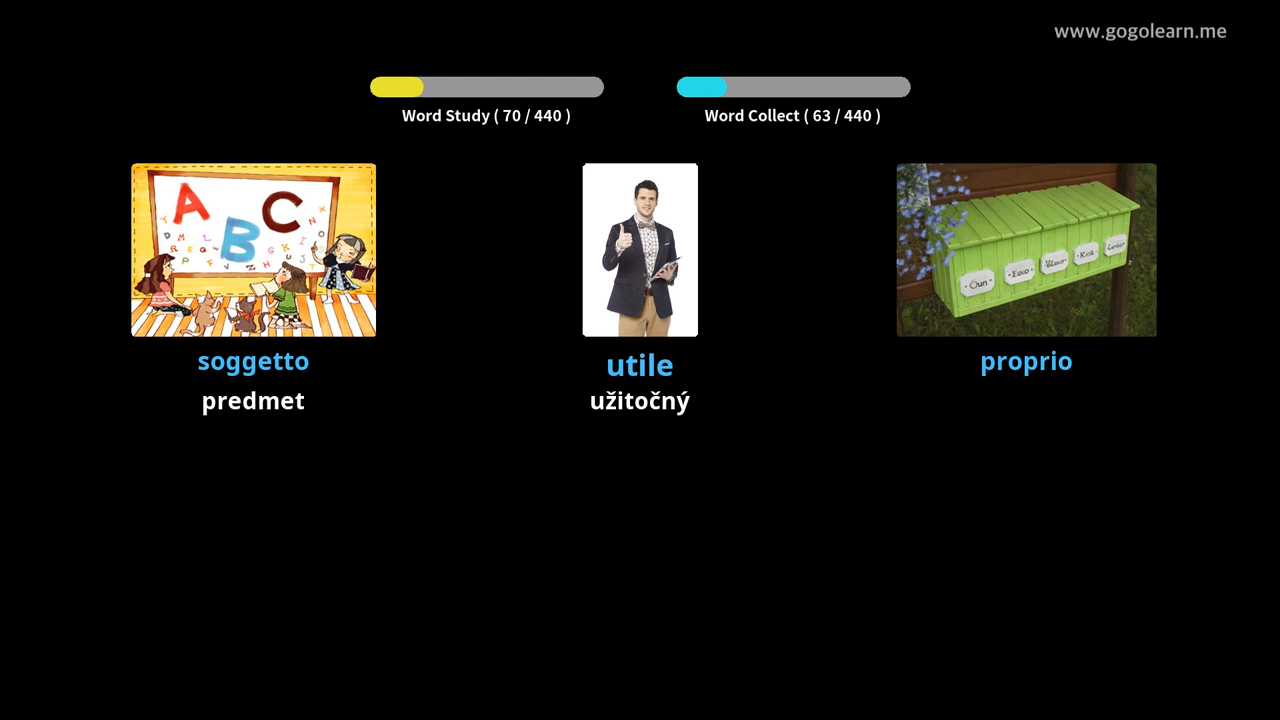 www.gogolearn.me
Word Study ( 70 / 440 )
Word Collect ( 63 / 440 )
A
B
C
soggetto
predmet
utile
užitočný
proprio